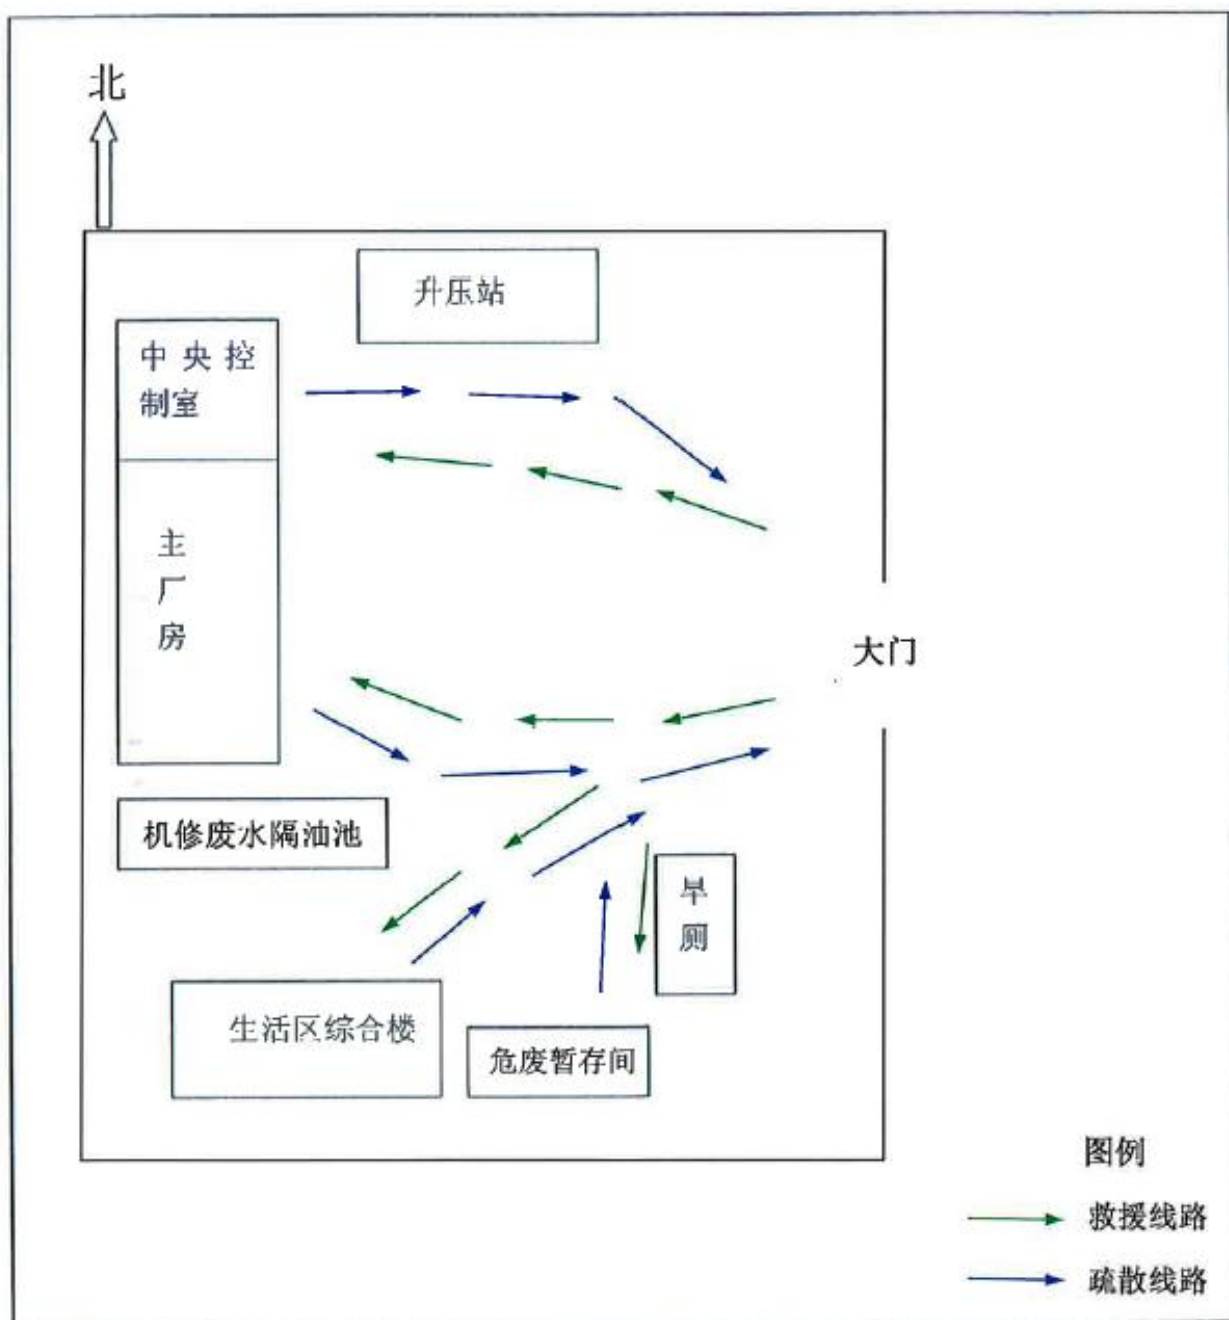 北
升压站
中央控
制室
主
厂
房
大门
机修废水隔油池
旱
厕
生活区综合楼
危废暂存间
图例
救援线路
疏散线路